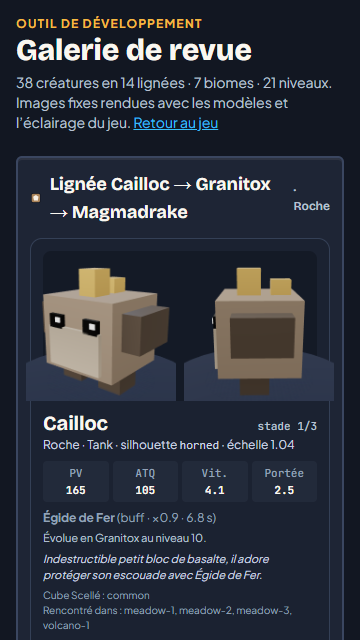 OUTIL DE DÉVELOPPEMENT
Galerie de revue
38 créatures en 14 lignées · 7 biomes · 21 niveaux.
Images fixes rendues avec les modèles et
l'éclairage du jeu. Retour au jeu
Lignée Cailloc → Granitox
→ Magmadrake
· Roche
Cailloc
stade 1/3
Roche · Tank · silhouette horned · échelle 1.04
PV ATQ Vit. Portée
165 105 4.1 2.5
Égide de Fer (buff · ×0.9 · 6.8 s)
Évolue en Granitox au niveau 10.
Indestructible petit bloc de basalte, il adore
protéger son escouade avec Égide de Fer.
Cube Scellé : common
Rencontré dans : meadow-1, meadow-2, meadow-3,
volcano-1